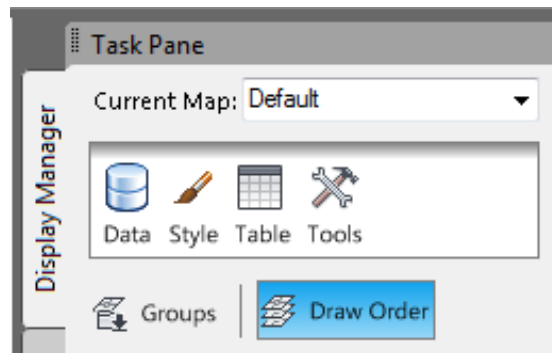 Task Pane
Current Map: Default
Display Manager
Data Style Table Tools
Groups Draw Order